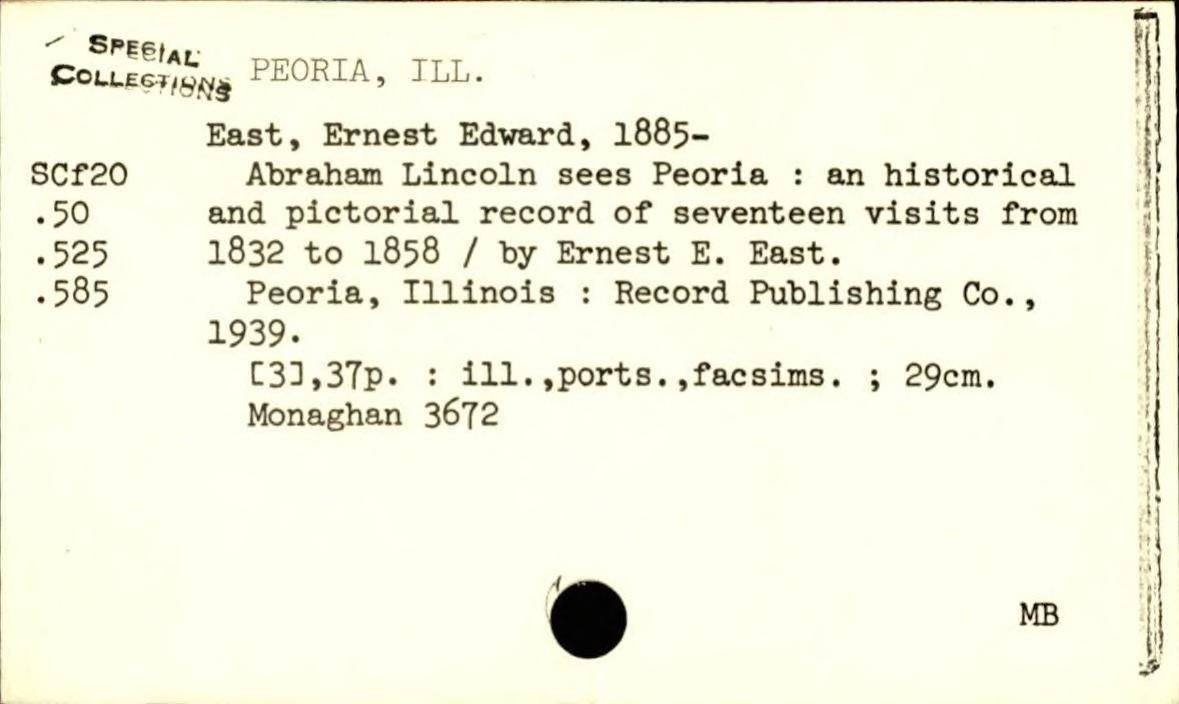 SPECIAL
COLLECTIONS
PEORIA, ILL.
East, Ernest Edward, 1885-
SCf20 Abraham Lincoln sees Peoria : an historical
.50 and pictorial record of seventeen visits from
.525 1832 to 1858 / by Ernest E. East.
.585 Peoria, Illinois : Record Publishing Co.,
1939.
[3],37p. : ill.,ports.,facsims. ; 29cm.
Monaghan 3672
MB